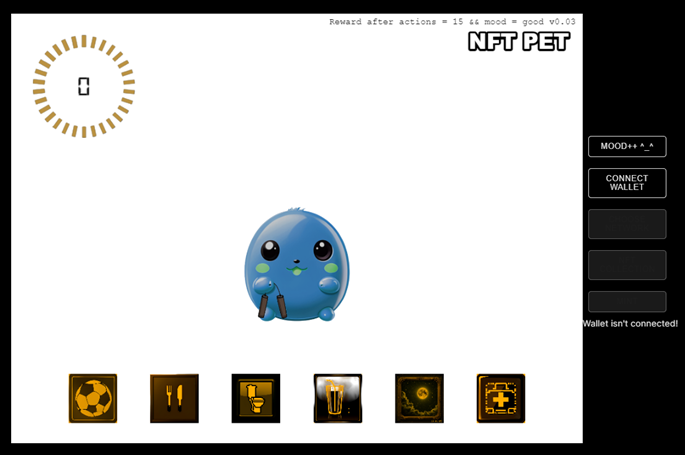 Reward after actions = 15 && mood = good v0.03
NFT PET
0
MOOD++ ^_^
CONNECT
WALLET
Wallet isn't connected!